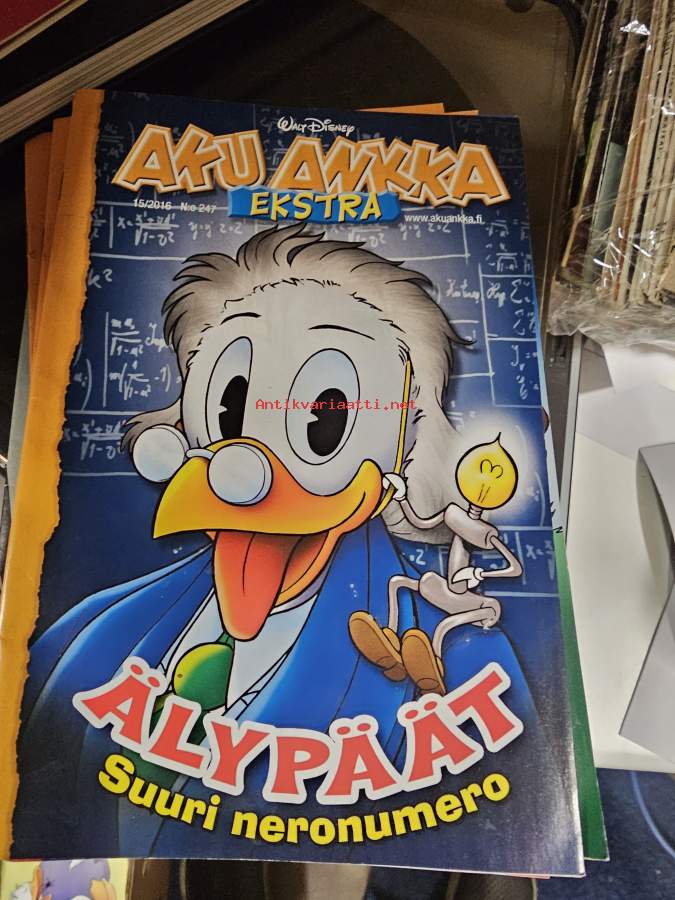 Walt Disney
AKU ANKKA
EKSTRA
15/2016 N:o 247
www.akuankka.fi
Antikvariaatti.net
ÄLYPÄÄT
Suuri neronumero